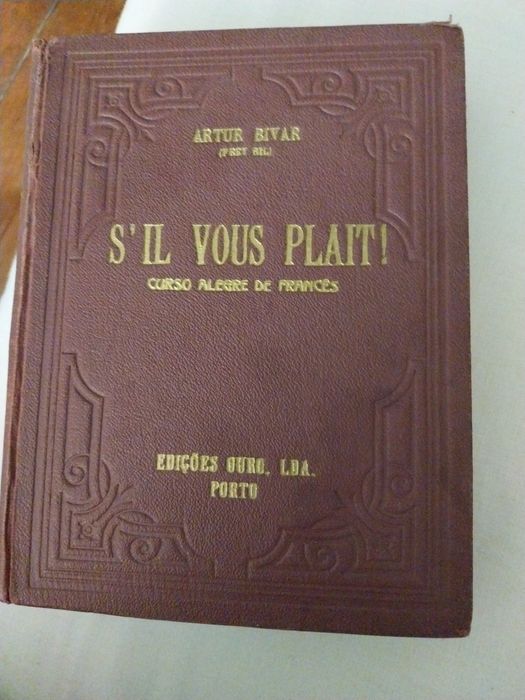 ARTUR BIVAR
S'IL VOUS PLAIT!
CURSO ALEGRE DE FRANCÊS
EDIÇÕES OURO, LDA.
PORTO